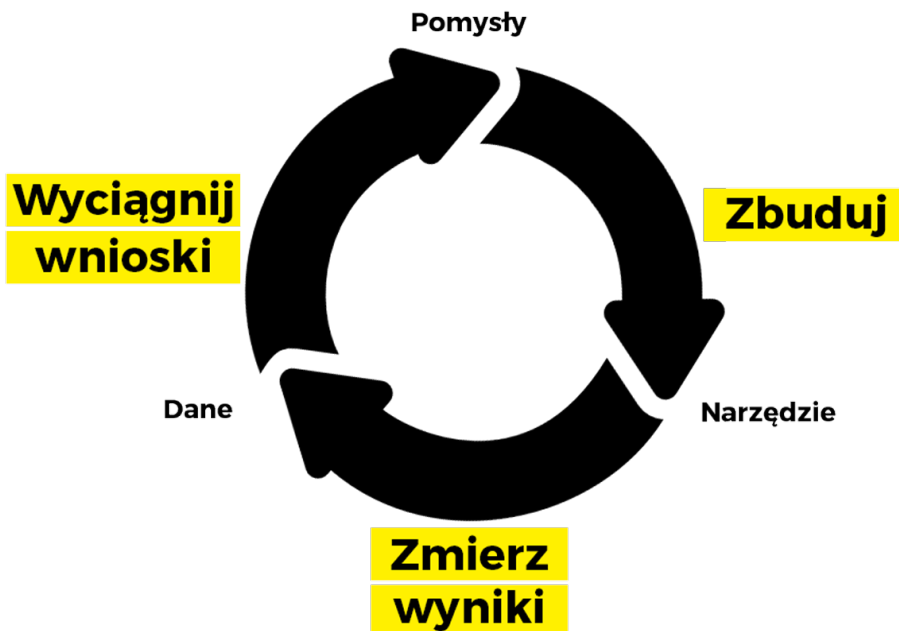 Pomysły
Wyciągnij
wnioski
Zbuduj
Dane
Narzędzie
Zmierz
wyniki